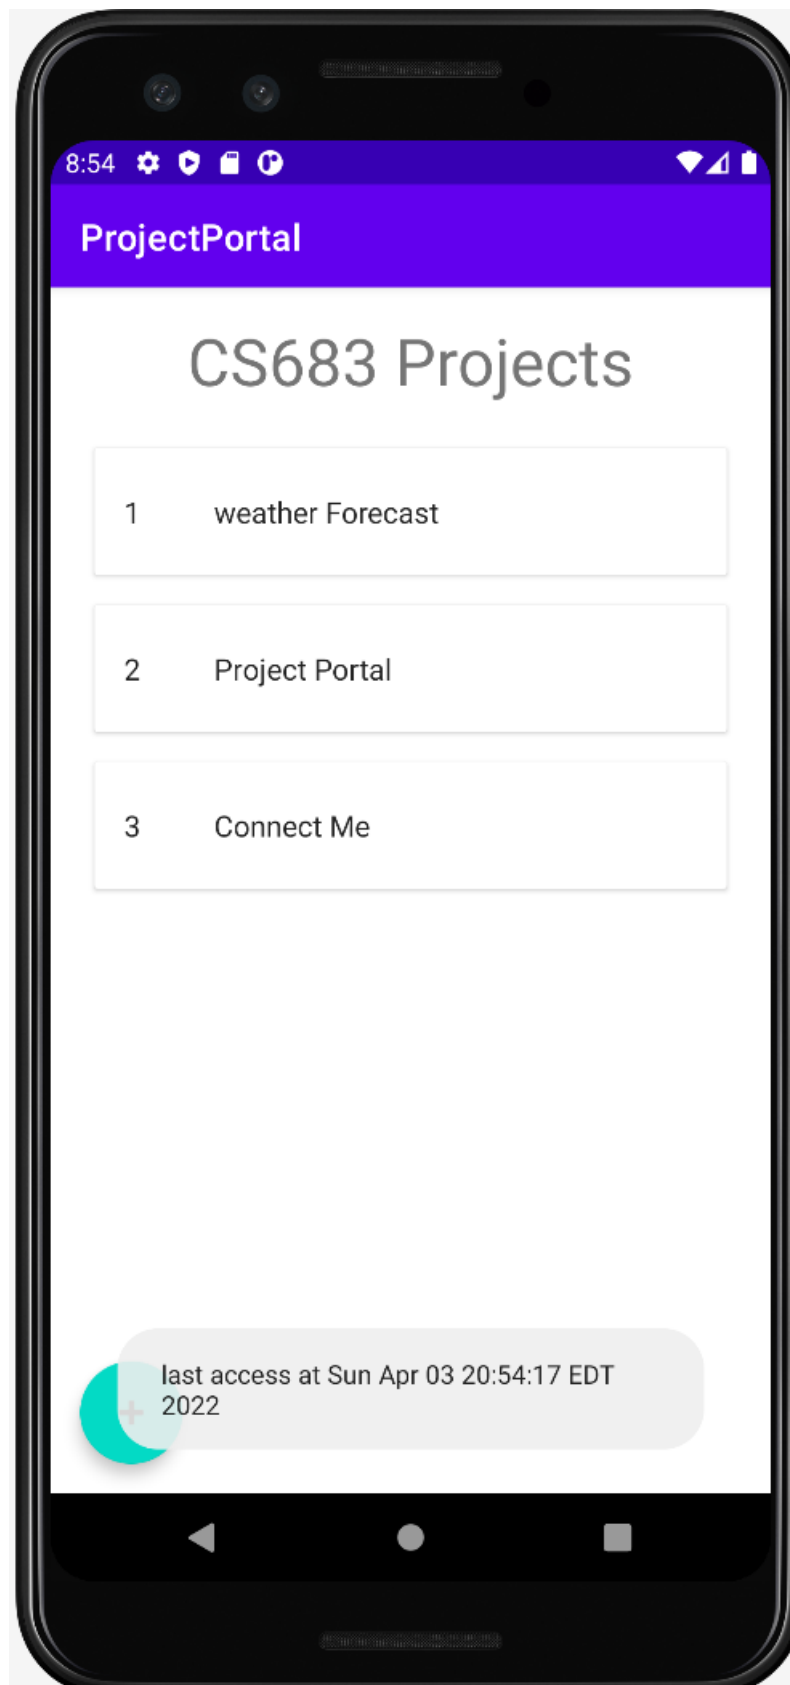 8:54
ProjectPortal
CS683 Projects
1 weather Forecast
2 Project Portal
3 Connect Me
last access at Sun Apr 03 20:54:17 EDT
2022